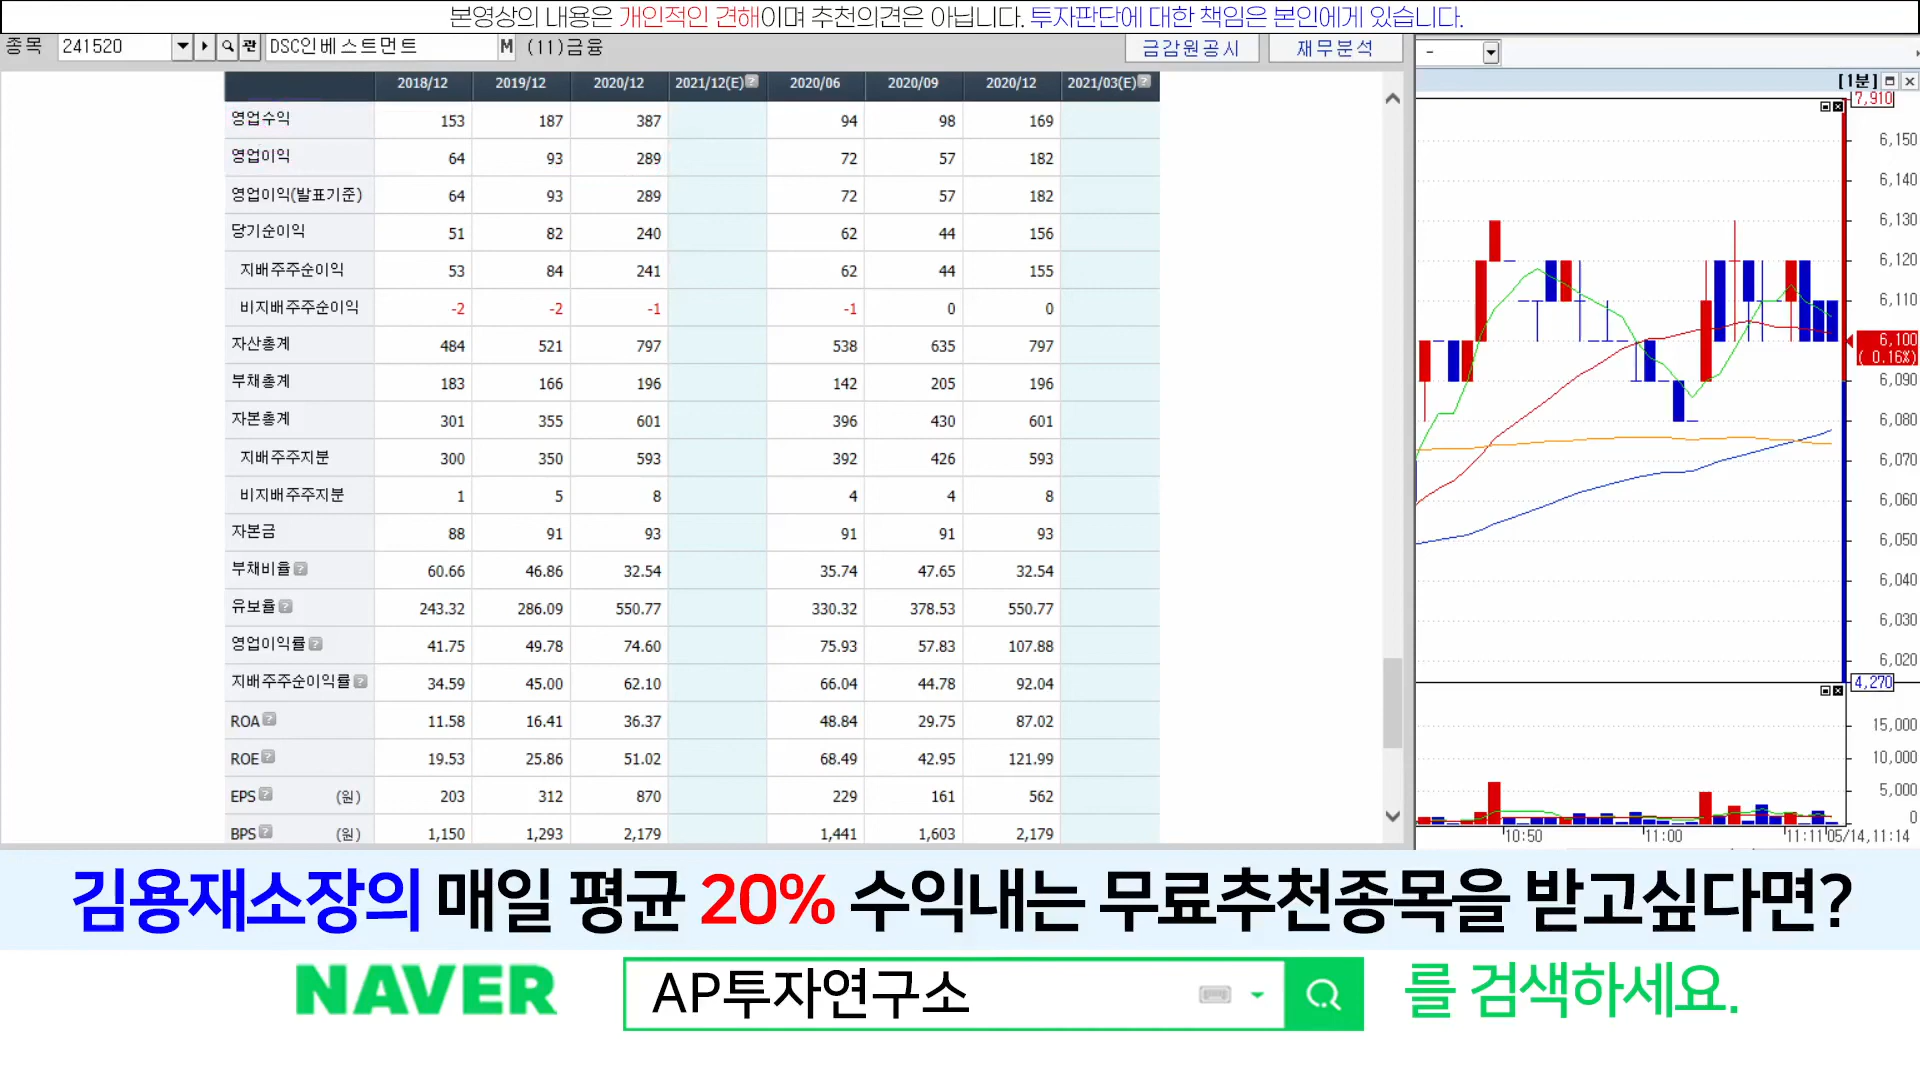 본영상의 내용은 개인적인 견해이며 추천의견은 아닙니다. 투자판단에 대한 책임은 본인에게 있습니다.
종목 241520 관 DSC인베스트먼트 M (11)금융 금감원공시 재무분석 -
2018/12 2019/12 2020/12 2021/12(E) 2020/06 2020/09 2020/12 2021/03(E)
영업수익 153 187 387 94 98 169
영업이익 64 93 289 72 57 182
영업이익(발표기준) 64 93 289 72 57 182
당기순이익 51 82 240 62 44 156
지배주주순이익 53 84 241 62 44 155
비지배주주순이익 -2 -2 -1 -1 0 0
자산총계 484 521 797 538 635 797
부채총계 183 166 196 142 205 196
자본총계 301 355 601 396 430 601
지배주주지분 300 350 593 392 426 593
비지배주주지분 1 5 8 4 4 8
자본금 88 91 93 91 91 93
부채비율 60.66 46.86 32.54 35.74 47.65 32.54
유보율 243.32 286.09 550.77 330.32 378.53 550.77
영업이익률 41.75 49.78 74.60 75.93 57.83 107.88
지배주주순이익률 34.59 45.00 62.10 66.04 44.78 92.04
ROA 11.58 16.41 36.37 48.84 29.75 87.02
ROE 19.53 25.86 51.02 68.49 42.95 121.99
EPS (원) 203 312 870 229 161 562
BPS (원) 1,150 1,293 2,179 1,441 1,603 2,179
[1분]
7,910
6,150
6,140
6,130
6,120
6,110
6,100
( 0.16%)
6,090
6,080
6,070
6,060
6,050
6,040
6,030
6,020
4,270
15,000
10,000
5,000
0
10:50 11:00 11:11 05/14,11:14
김용재소장의 매일 평균 20% 수익내는 무료추천종목을 받고싶다면?
NAVER AP투자연구소 를 검색하세요.